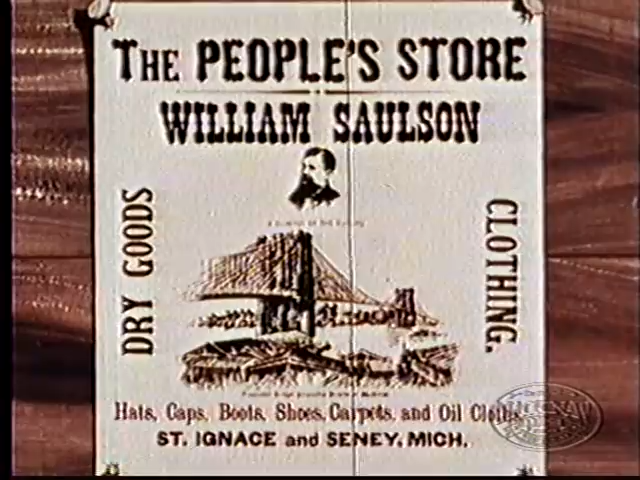 THE PEOPLE'S STORE
WILLIAM SAULSON
DRY GOODS
CLOTHING.
Hats, Caps, Boots, Shoes, Carpets, and Oil Cloths
ST. IGNACE and SENEY, MICH.